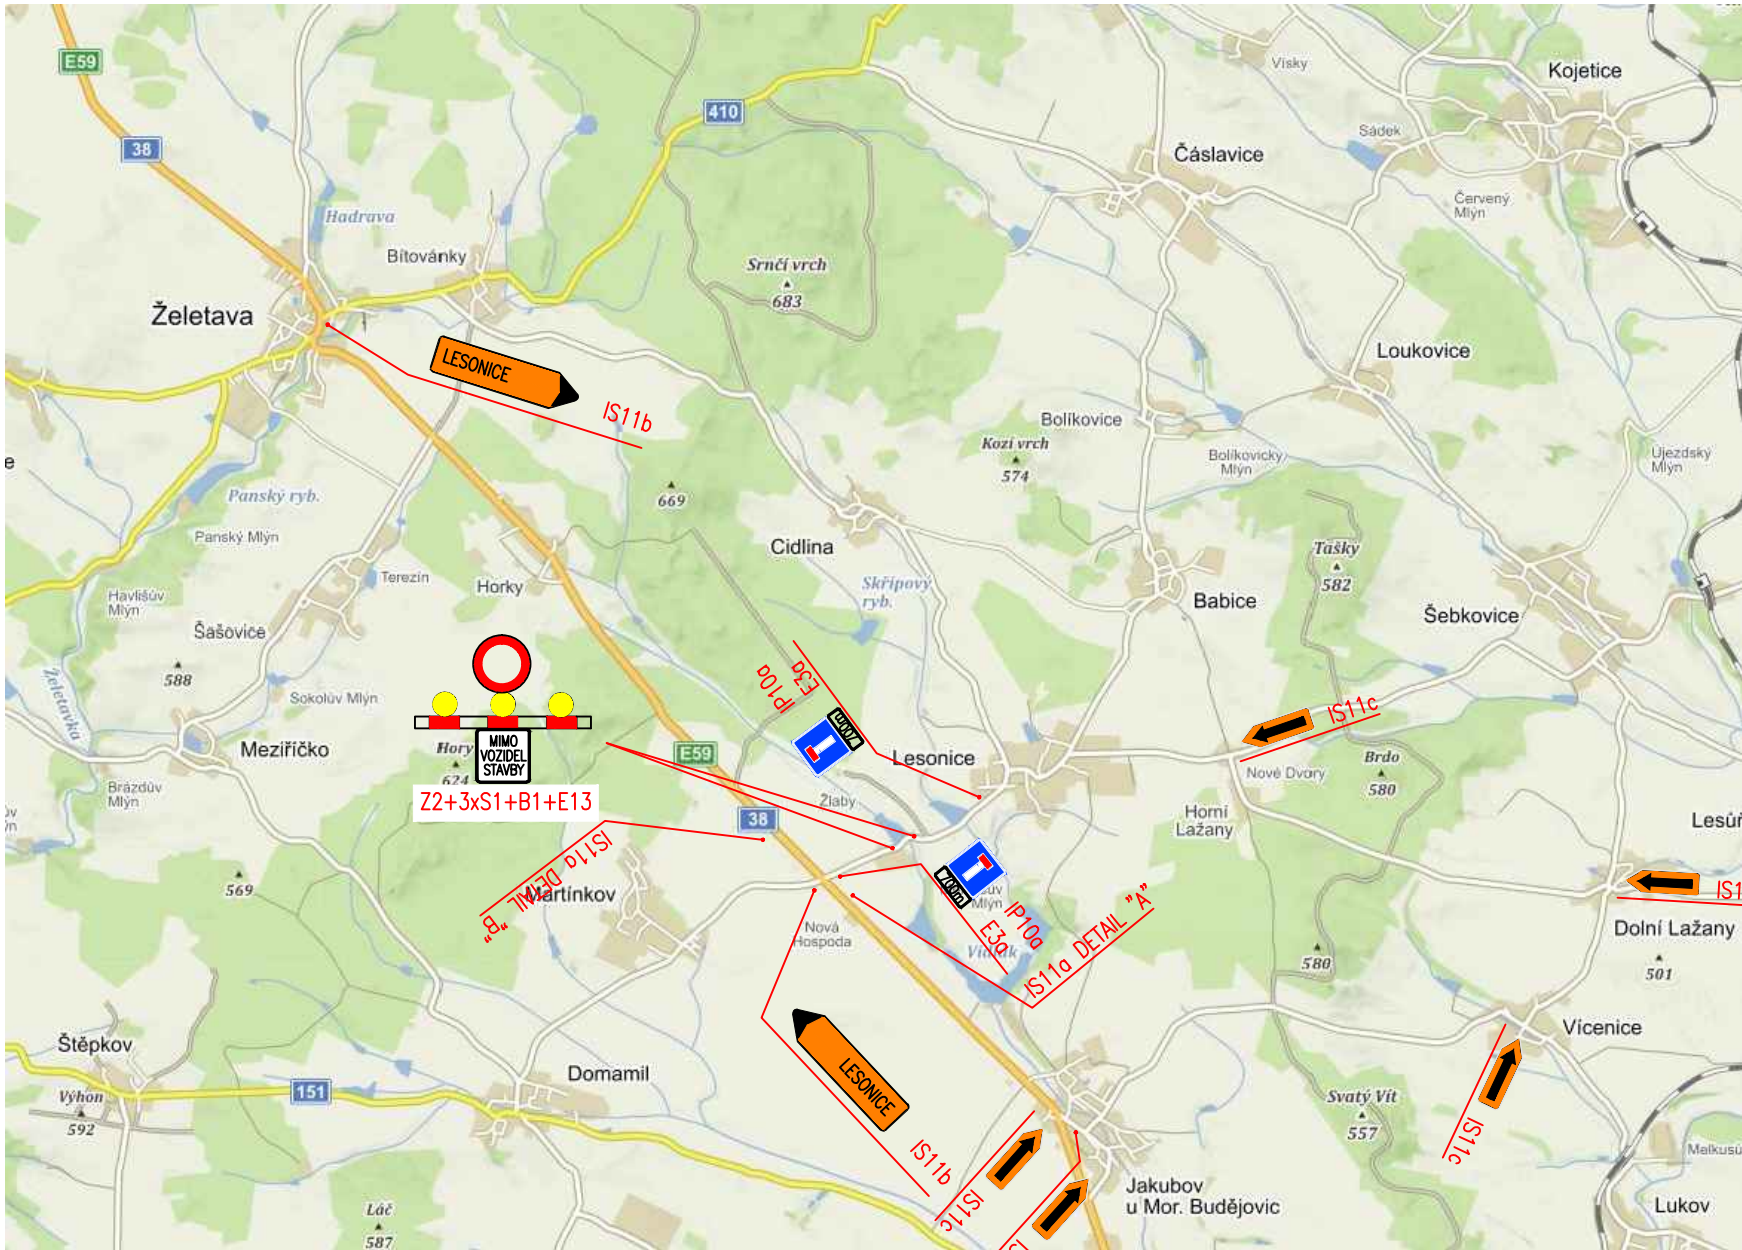 E59
38
410
Vísky
Kojetice
Sádek
Čáslavice
Červený
Mlýn
Hadrava
Bítovánky
Srnčí vrch
683
Želetava
LESONICE
IS11b
Loukovice
Bolíkovice
Kozí vrch
574
Bolíkovický
Mlýn
Újezdský
Mlýn
e
669
Panský ryb.
Panský Mlýn
Cidlina
Tašky
582
Terezín
Horky
Skřípový
ryb.
Havlišův
Mlýn
Babice
Šebkovice
Šašovice
588
Želetavka
Sokolův Mlýn
E3a
IP10a
700m
IS11c
Meziříčko
Hory
624
MIMO
VOZIDEL
STAVBY
Z2+3xS1+B1+E13
E59
Lesonice
Nové Dvory
Brdo
580
Brázdův
Mlýn
Žlaby
38
Horní
Lažany
IS11a
DETAIL "B"
569
Martínkov
700m
Mlýn
IP10a
E3a
IS11a DETAIL "A"
IS1
Dolní Lažany
501
Nová
Hospoda
580
Vícenice
Štěpkov
Výhon
592
151
Domamil
LESONICE
IS11b
IS11c
Svatý Vít
557
IS11c
Jakubov
u Mor. Budějovic
Lukov
Láč
587